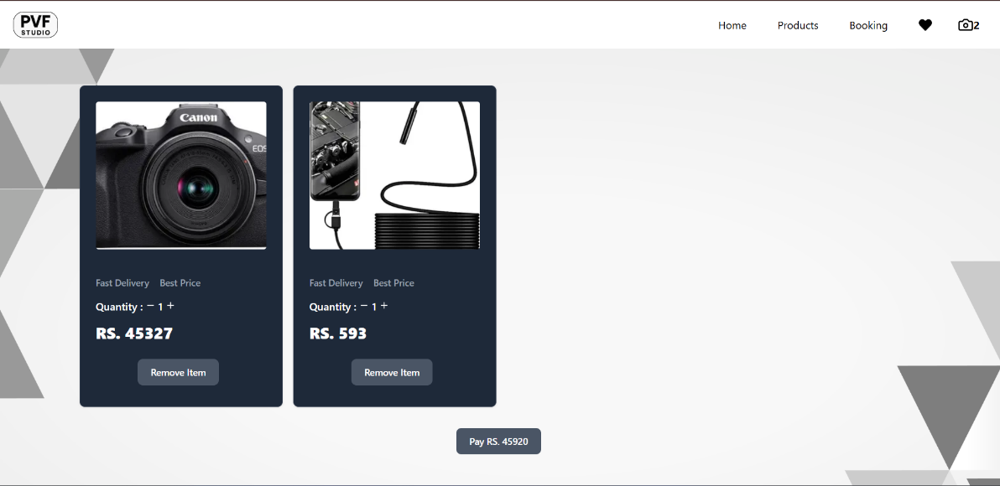 PVF
STUDIO
Home
Products
Booking
2
Canon
EOS
Fast Delivery Best Price
Quantity : − 1 +
RS. 45327
Remove Item
Fast Delivery Best Price
Quantity : − 1 +
RS. 593
Remove Item
Pay RS. 45920